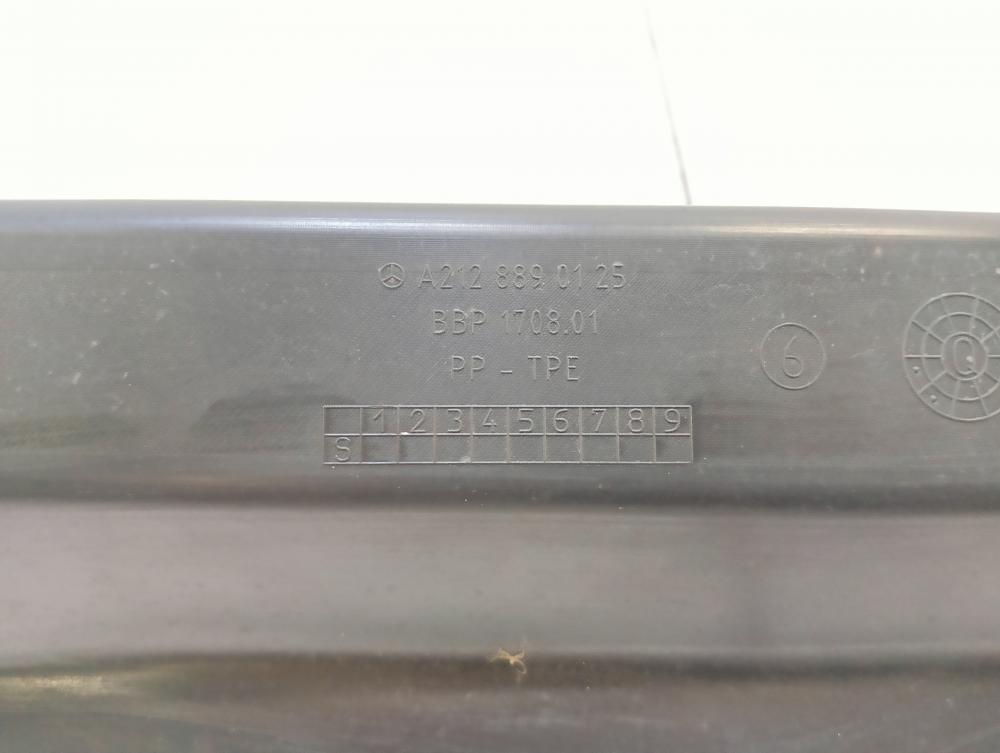 A212 889 01 25
BBP 1708.01
PP - TPE
6
0
1 2 3 4 5 6 7 8 9
S